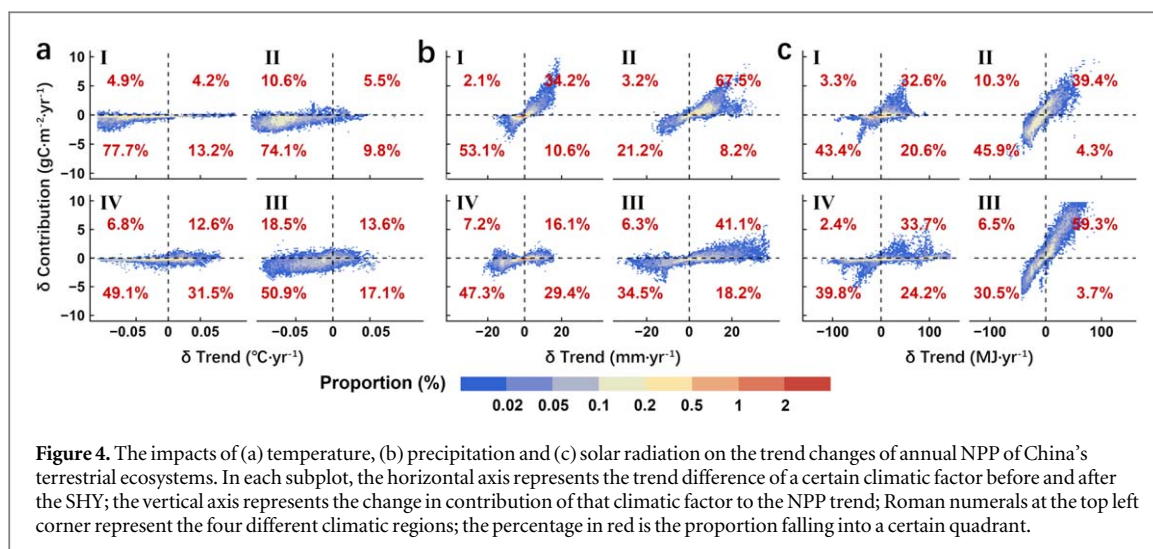 a
b
c
I
II
I
II
I
II
10
5
0
−5
−10
4.9% 4.2% 10.6% 5.5% 2.1% 34.2% 3.2% 67.5% 3.3% 32.6% 10.3% 39.4%
77.7% 13.2% 74.1% 9.8% 53.1% 10.6% 21.2% 8.2% 43.4% 20.6% 45.9% 4.3%
δ Contribution (gC·m⁻²·yr⁻¹)
IV
III
IV
III
IV
III
10
5
0
−5
−10
6.8% 12.6% 18.5% 13.6% 7.2% 16.1% 6.3% 41.1% 2.4% 33.7% 6.5% 59.3%
49.1% 31.5% 50.9% 17.1% 47.3% 29.4% 34.5% 18.2% 39.8% 24.2% 30.5% 3.7%
−0.05 0 0.05 −0.05 0 0.05 −20 0 20 −20 0 20 −100 0 100 −100 0 100
δ Trend (°C·yr⁻¹) δ Trend (mm·yr⁻¹) δ Trend (MJ·yr⁻¹)
Proportion (%)
0.02 0.05 0.1 0.2 0.5 1 2
Figure 4. The impacts of (a) temperature, (b) precipitation and (c) solar radiation on the trend changes of annual NPP of China's
terrestrial ecosystems. In each subplot, the horizontal axis represents the trend difference of a certain climatic factor before and after
the SHY; the vertical axis represents the change in contribution of that climatic factor to the NPP trend; Roman numerals at the top left
corner represent the four different climatic regions; the percentage in red is the proportion falling into a certain quadrant.